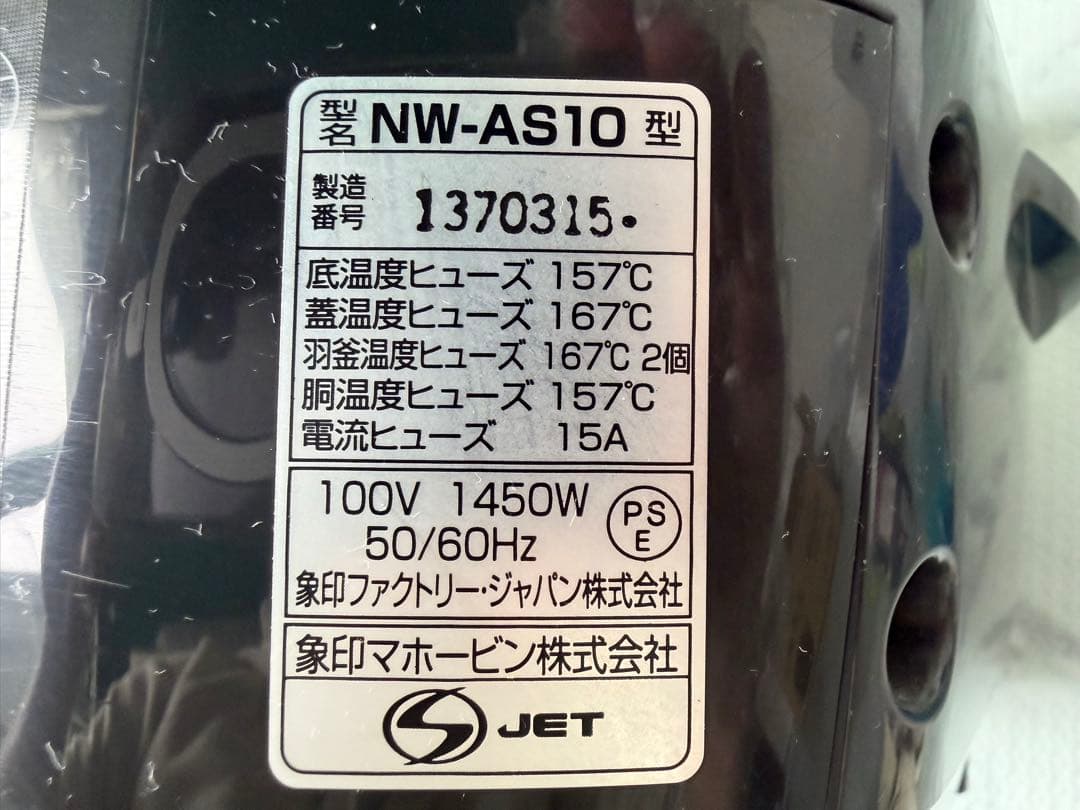 型名 NW-AS10 型
製造番号 1370315.
底温度ヒューズ 157℃
蓋温度ヒューズ 167℃
羽釜温度ヒューズ 167℃ 2個
胴温度ヒューズ 157℃
電流ヒューズ 15A
100V 1450W
50/60Hz
PSE
象印ファクトリー・ジャパン株式会社
象印マホービン株式会社
S JET